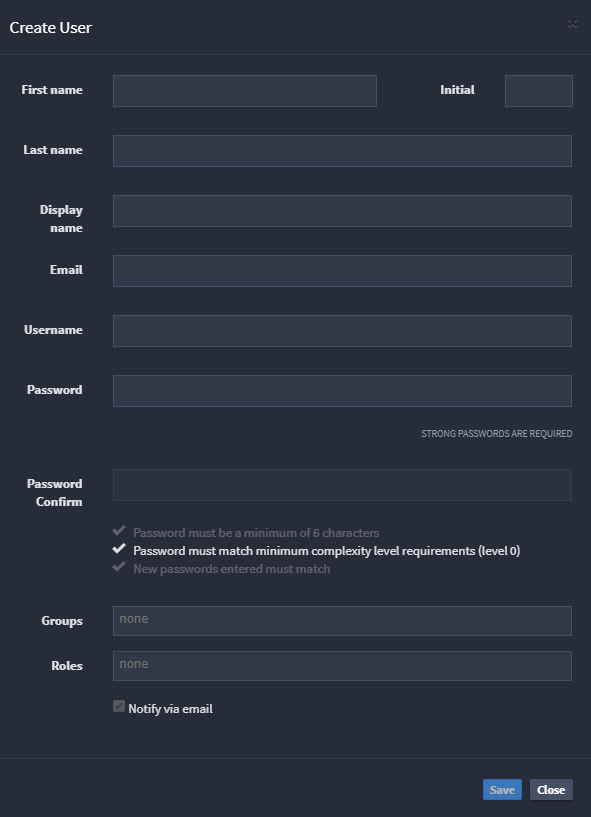 Create User
First name
Initial
Last name
Display
name
Email
Username
Password
STRONG PASSWORDS ARE REQUIRED
Password
Confirm
Password must be a minimum of 6 characters
Password must match minimum complexity level requirements (level 0)
New passwords entered must match
Groups
none
Roles
none
Notify via email
Save
Close